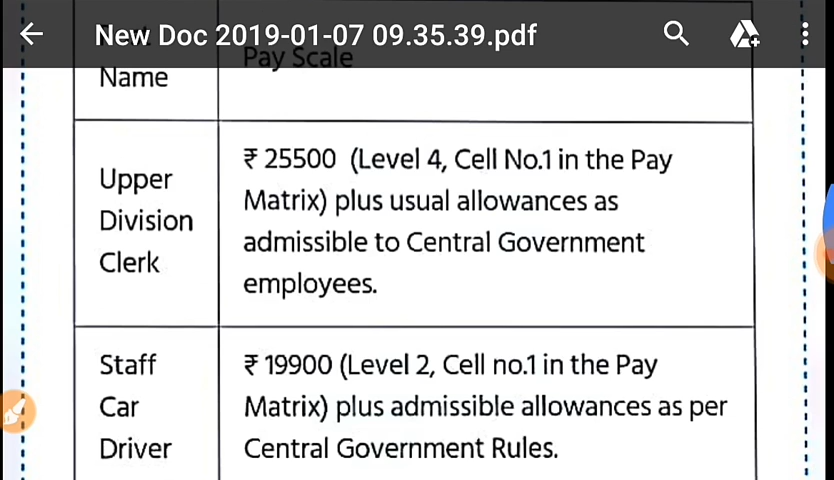 New Doc 2019-01-07 09.35.39.pdf
Name
Pay Scale
Upper
Division
Clerk
₹ 25500 (Level 4, Cell No.1 in the Pay
Matrix) plus usual allowances as
admissible to Central Government
employees.
Staff
Car
Driver
₹ 19900 (Level 2, Cell no.1 in the Pay
Matrix) plus admissible allowances as per
Central Government Rules.